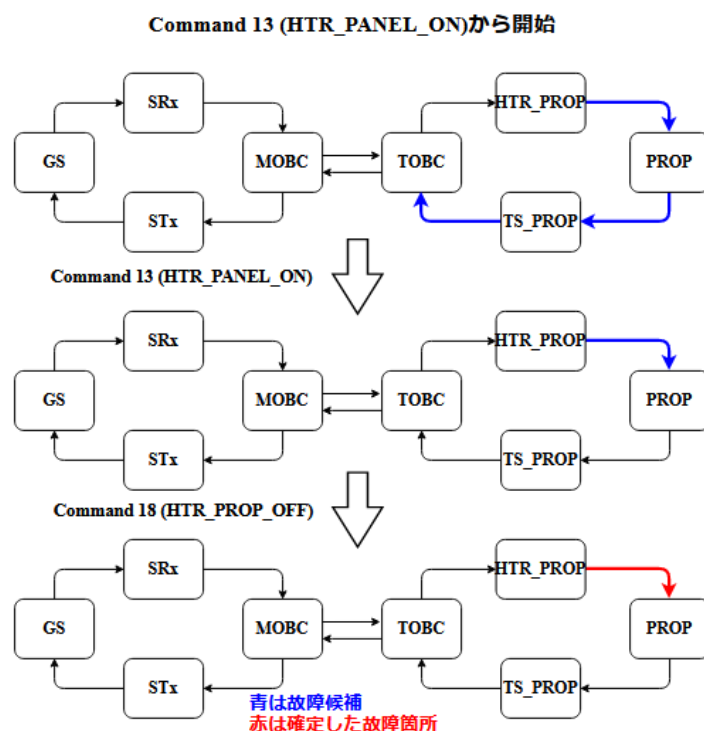 Command 13 (HTR_PANEL_ON)から開始
SRx
HTR_PROP
GS
MOBC
TOBC
PROP
STx
TS_PROP
Command 13 (HTR_PANEL_ON)
SRx
HTR_PROP
GS
MOBC
TOBC
PROP
STx
TS_PROP
Command 18 (HTR_PROP_OFF)
SRx
HTR_PROP
GS
MOBC
TOBC
PROP
STx
TS_PROP
青は故障候補
赤は確定した故障箇所